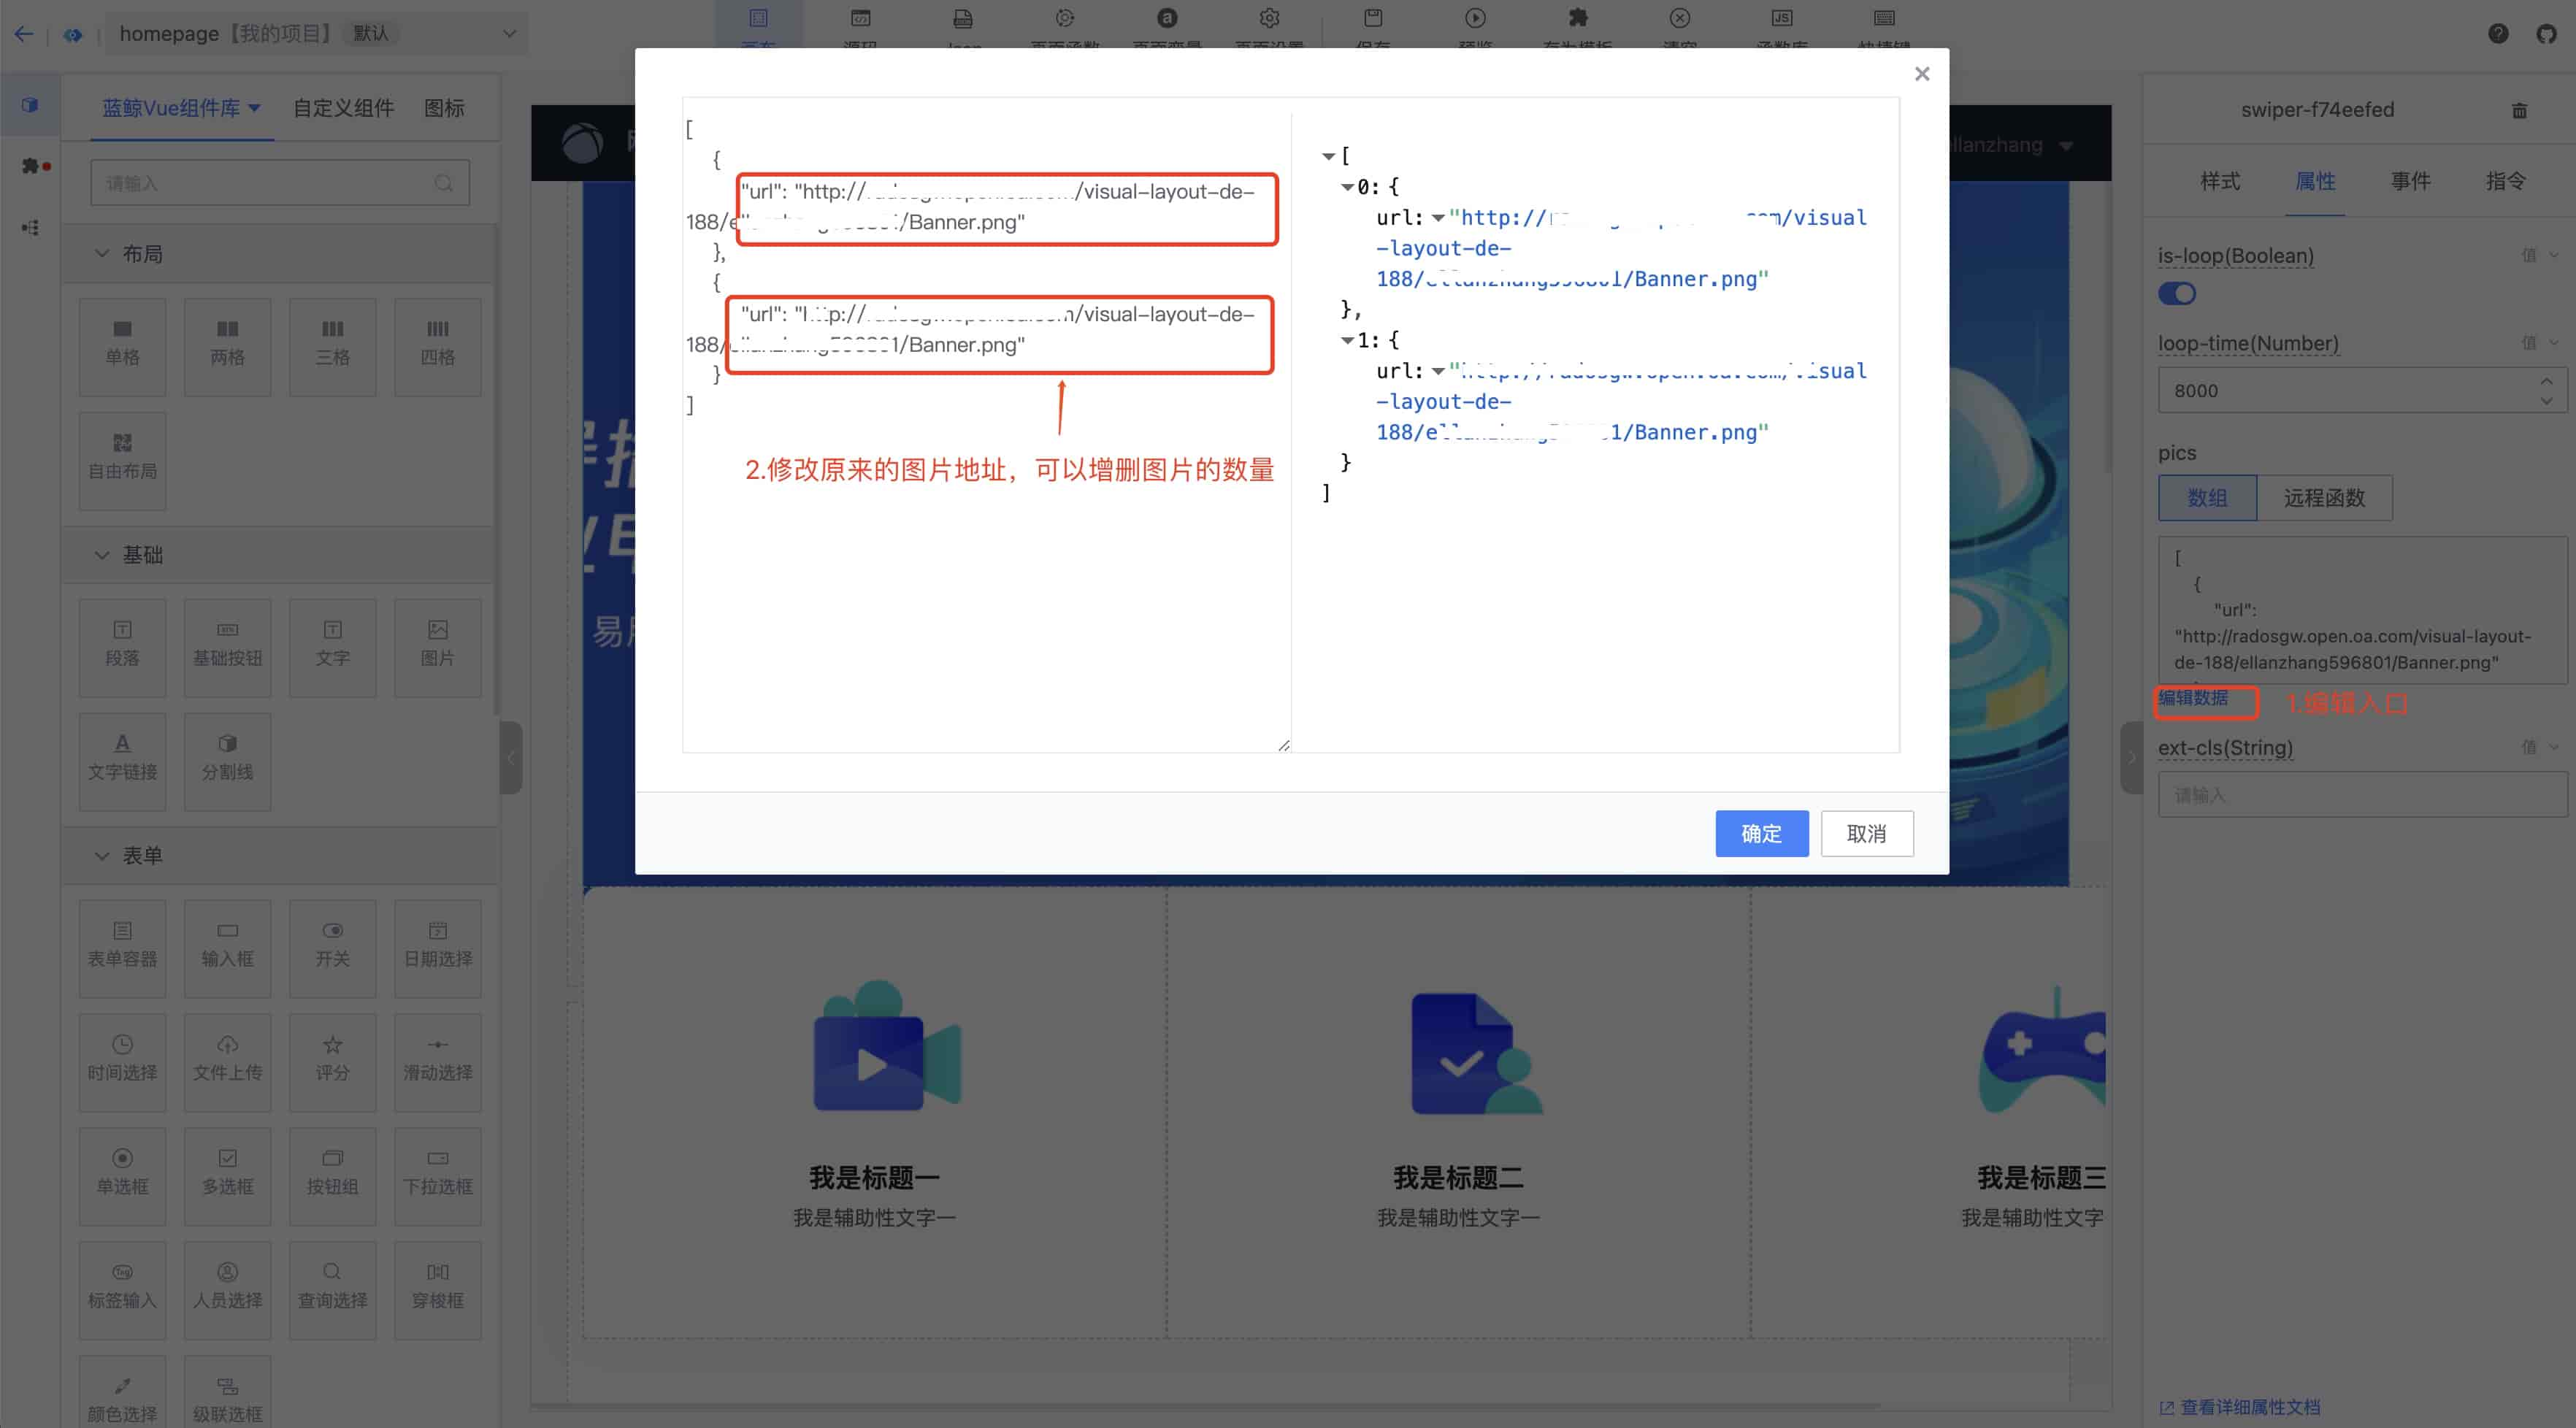 homepage【我的项目】 默认
蓝鲸Vue组件库
自定义组件
图标
请输入
布局
单格
两格
三格
四格
自由布局
基础
段落
基础按钮
文字
图片
文字链接
分割线
表单
表单容器
输入框
开关
日期选择
时间选择
文件上传
评分
滑动选择
单选框
多选框
按钮组
下拉选框
标签输入
人员选择
查询选择
穿梭框
颜色选择
级联选框
[
{
"url": "http://
/visual-layout-de-
188/
/Banner.png"
},
{
"url": "
/visual-layout-de-
188/
/Banner.png"
}
]
2.修改原来的图片地址，可以增删图片的数量
[
0: {
url: "http://
com/visual
-layout-de-
188/
/Banner.png"
},
1: {
url: "http://radosgw.open.oa.com/visual
-layout-de-
188/
1/Banner.png"
}
]
确定
取消
我是标题一
我是辅助性文字一
我是标题二
我是辅助性文字一
我是标题三
我是辅助性文字
swiper-f74eefed
样式
属性
事件
指令
is-loop(Boolean)
值
loop-time(Number)
值
8000
pics
数组
远程函数
[
{
"url":
"http://radosgw.open.oa.com/visual-layout-
de-188/ellanzhang596801/Banner.png"
编辑数据
1.编辑入口
ext-cls(String)
值
请输入
查看详细属性文档